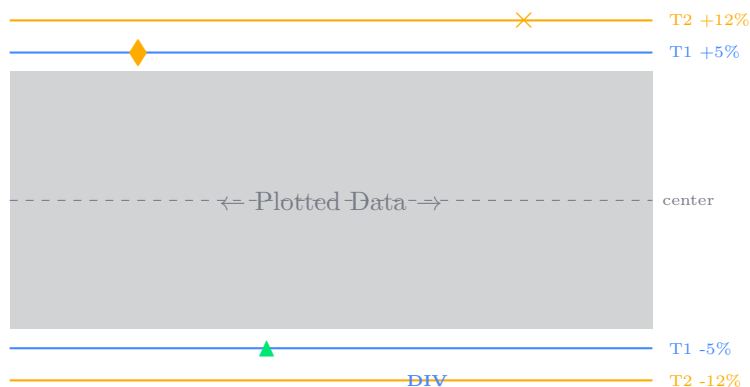 T2 +12%
T1 +5%
← Plotted Data →
center
T1 -5%
DIV
T2 -12%